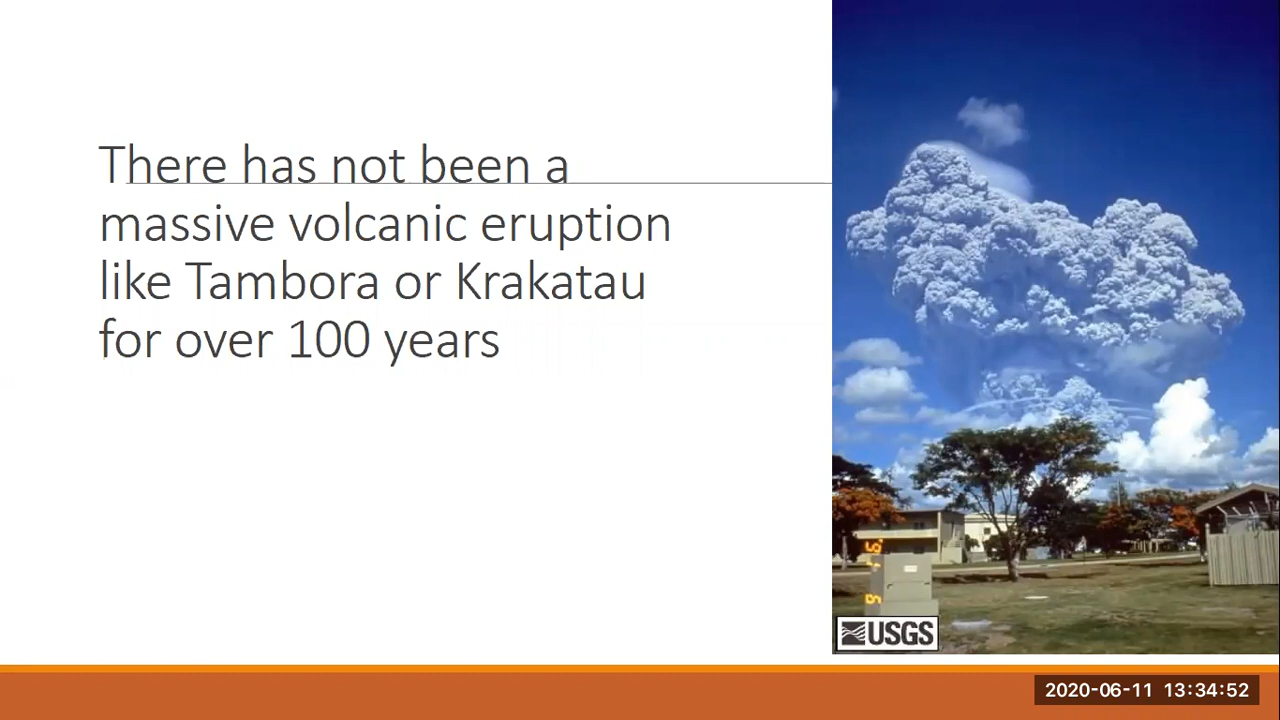 There has not been a
massive volcanic eruption
like Tambora or Krakatau
for over 100 years
USGS
2020-06-11 13:34:52